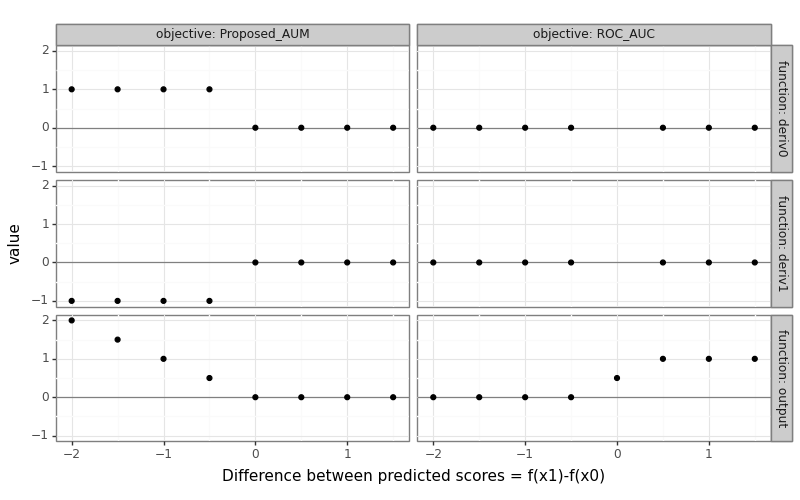 objective: Proposed_AUM
objective: ROC_AUC
2
1
0
−1
function: deriv0
2
1
0
−1
function: deriv1
2
1
0
−1
function: output
value
−2
−1
0
1
−2
−1
0
1
Difference between predicted scores = f(x1)-f(x0)